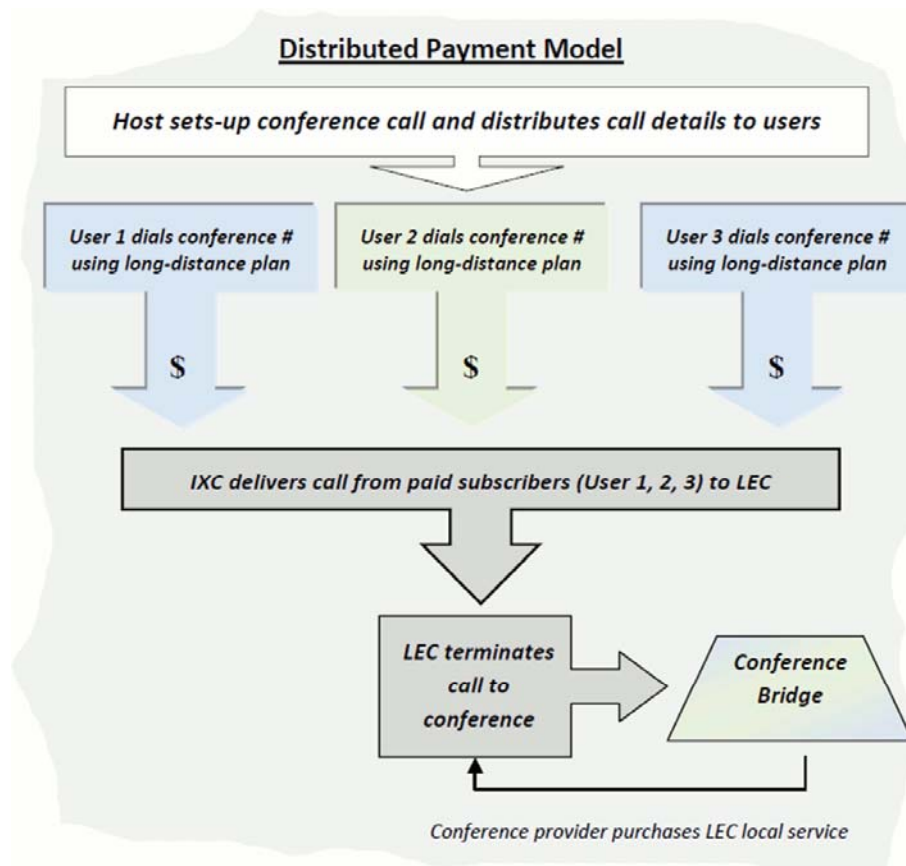 Distributed Payment Model
Host sets-up conference call and distributes call details to users
User 1 dials conference #
using long-distance plan
User 2 dials conference #
using long-distance plan
User 3 dials conference #
using long-distance plan
$
$
$
IXC delivers call from paid subscribers (User 1, 2, 3) to LEC
LEC terminates
call to
conference
Conference
Bridge
Conference provider purchases LEC local service